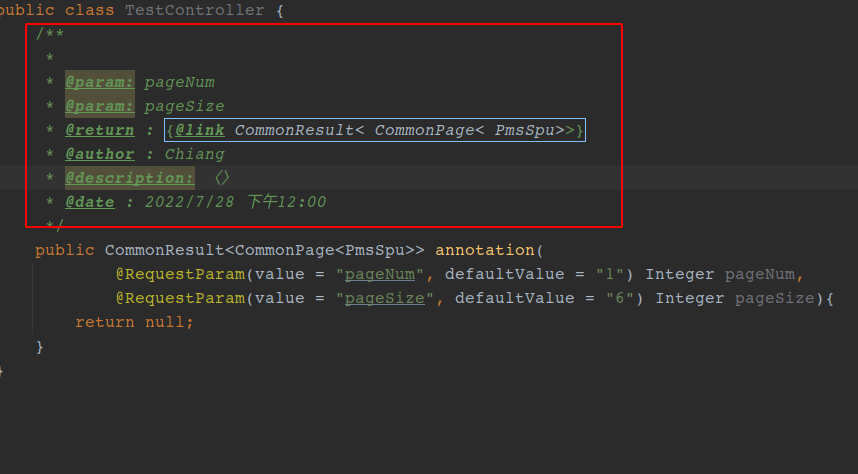 public class TestController {
/**
*
* @param: pageNum
* @param: pageSize
* @return : {@link CommonResult< CommonPage< PmsSpu>>}
* @author : Chiang
* @description: 〈〉
* @date : 2022/7/28 下午12:00
*/
public CommonResult<CommonPage<PmsSpu>> annotation(
@RequestParam(value = "pageNum", defaultValue = "1") Integer pageNum,
@RequestParam(value = "pageSize", defaultValue = "6") Integer pageSize){
return null;
}
}